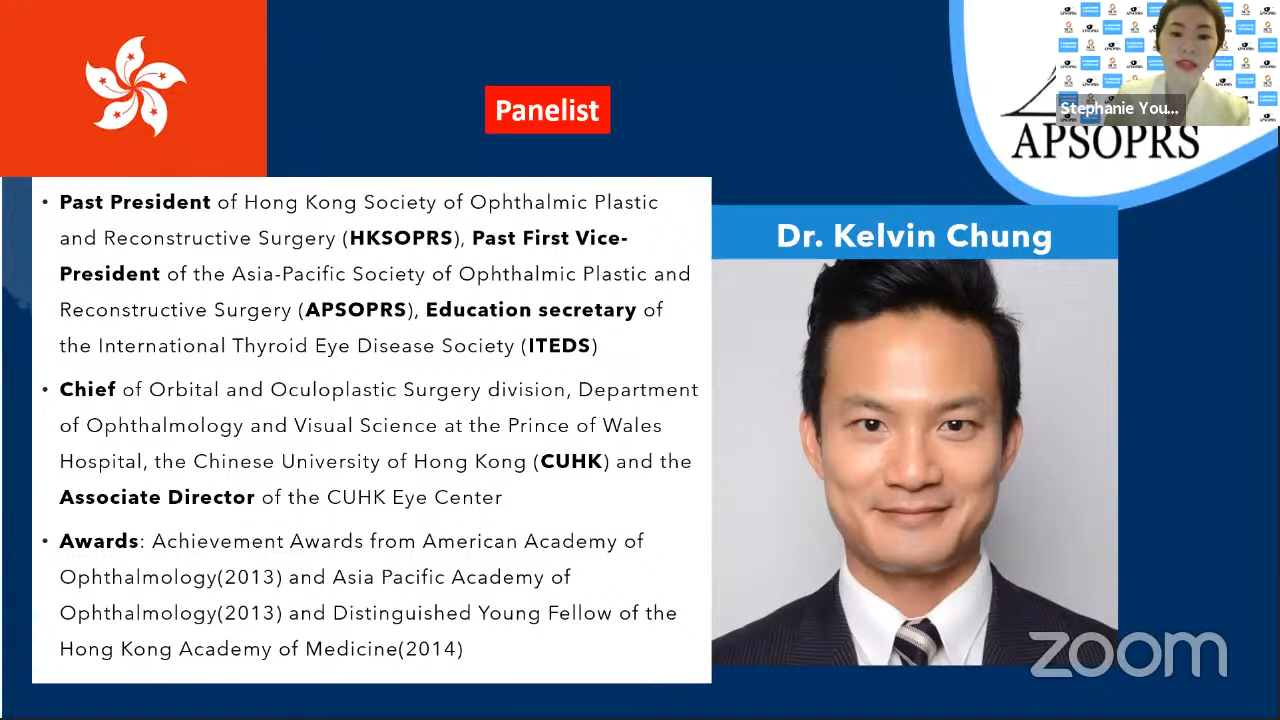 Panelist
Stephanie You...
APSOPRS
• Past President of Hong Kong Society of Ophthalmic Plastic
and Reconstructive Surgery (HKSOPRS), Past First Vice-
President of the Asia-Pacific Society of Ophthalmic Plastic and
Reconstructive Surgery (APSOPRS), Education secretary of
the International Thyroid Eye Disease Society (ITEDS)
• Chief of Orbital and Oculoplastic Surgery division, Department
of Ophthalmology and Visual Science at the Prince of Wales
Hospital, the Chinese University of Hong Kong (CUHK) and the
Associate Director of the CUHK Eye Center
• Awards: Achievement Awards from American Academy of
Ophthalmology(2013) and Asia Pacific Academy of
Ophthalmology(2013) and Distinguished Young Fellow of the
Hong Kong Academy of Medicine(2014)
Dr. Kelvin Chung
zoom